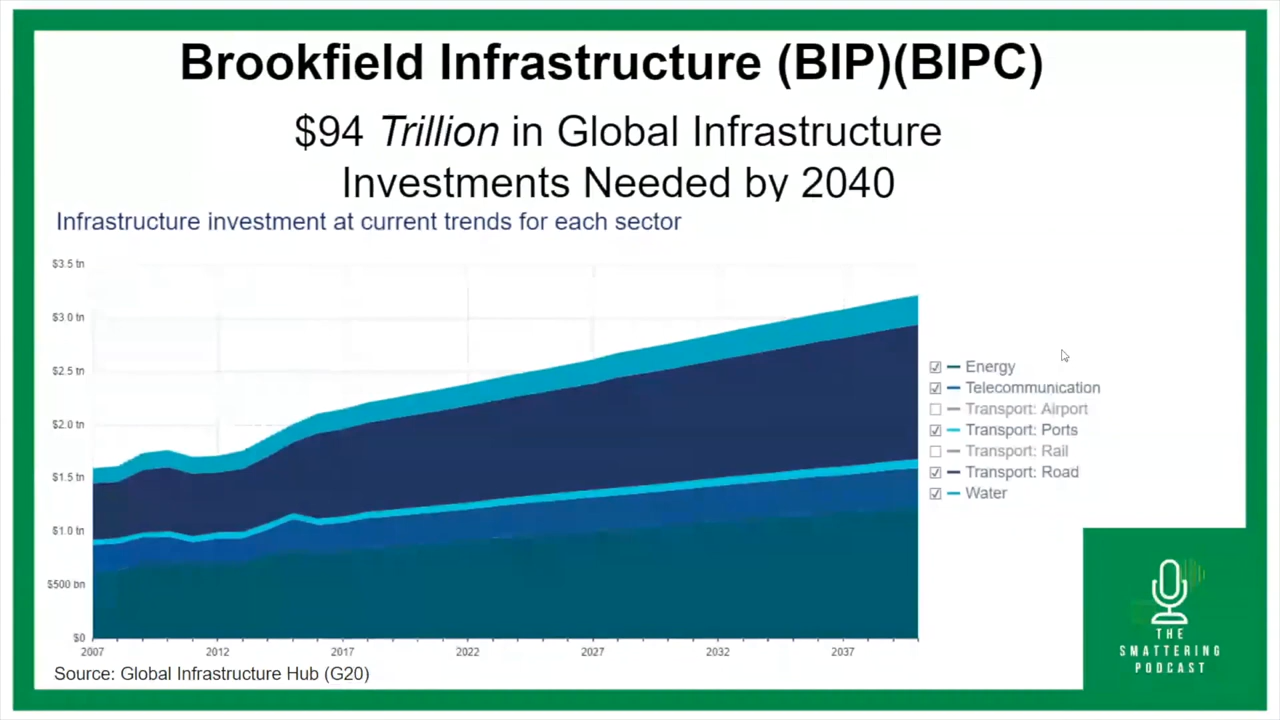 Brookfield Infrastructure (BIP)(BIPC)
$94 Trillion in Global Infrastructure
Investments Needed by 2040
Infrastructure investment at current trends for each sector
$3.5 tn
$3.0 tn
$2.5 tn
$2.0 tn
$1.5 tn
$1.0 tn
$500 bn
$0
2007
2012
2017
2022
2027
2032
2037
Energy
Telecommunication
Transport: Airport
Transport: Ports
Transport: Rail
Transport: Road
Water
Source: Global Infrastructure Hub (G20)
THE
SMATTERING
PODCAST